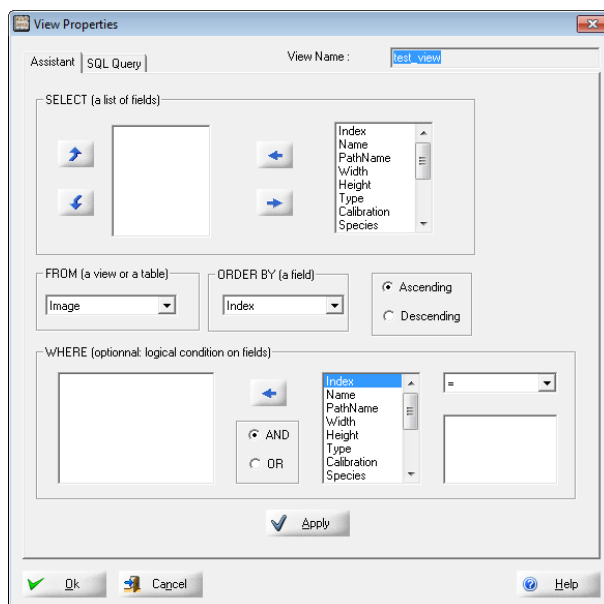 View Properties
Assistant
SQL Query
View Name :
test_view
SELECT (a list of fields)
Index
Name
PathName
Width
Height
Type
Calibration
Species
FROM (a view or a table)
Image
ORDER BY (a field)
Index
Ascending
Descending
WHERE (optionnal: logical condition on fields)
AND
OR
Index
Name
PathName
Width
Height
Type
Calibration
Species
=
Apply
Ok
Cancel
Help